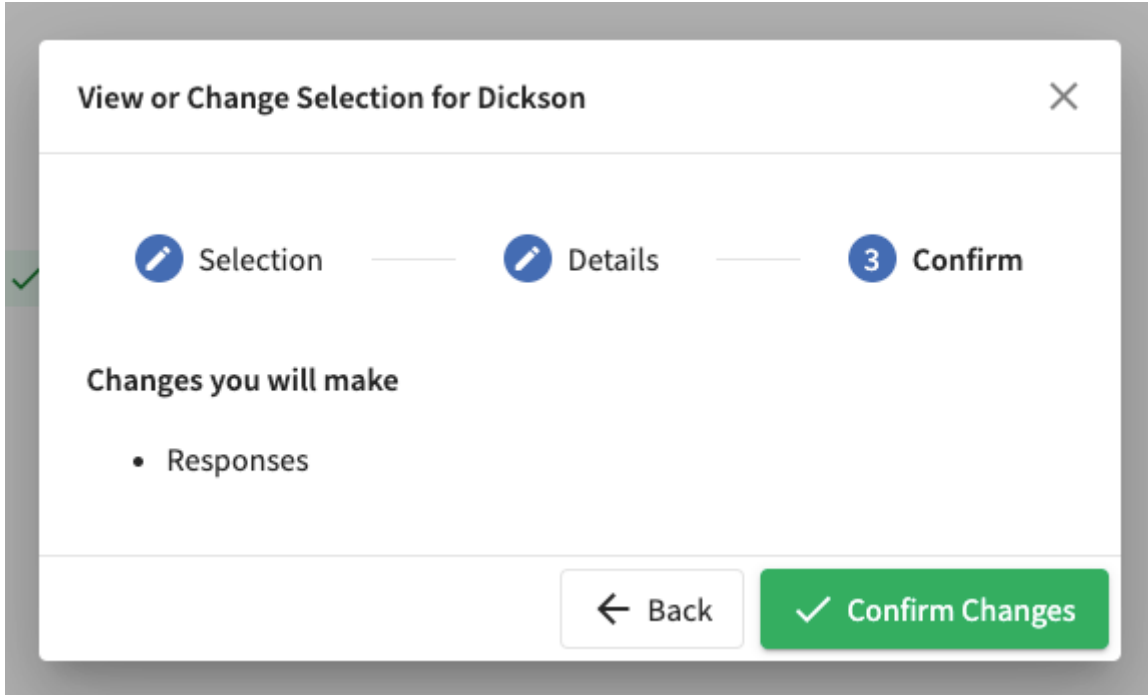 View or Change Selection for Dickson
Selection Details 3 Confirm
Changes you will make
• Responses
Back Confirm Changes